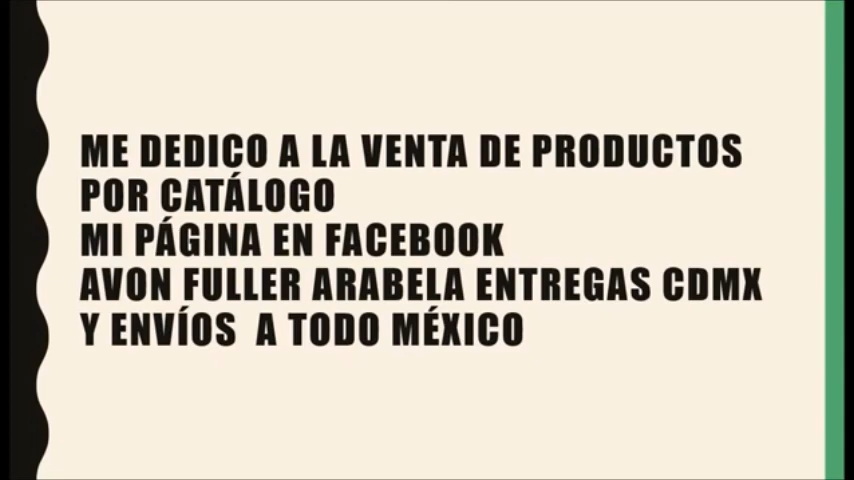 ME DEDICO A LA VENTA DE PRODUCTOS
POR CATÁLOGO
MI PÁGINA EN FACEBOOK
AVON FULLER ARABELA ENTREGAS CDMX
Y ENVÍOS A TODO MÉXICO